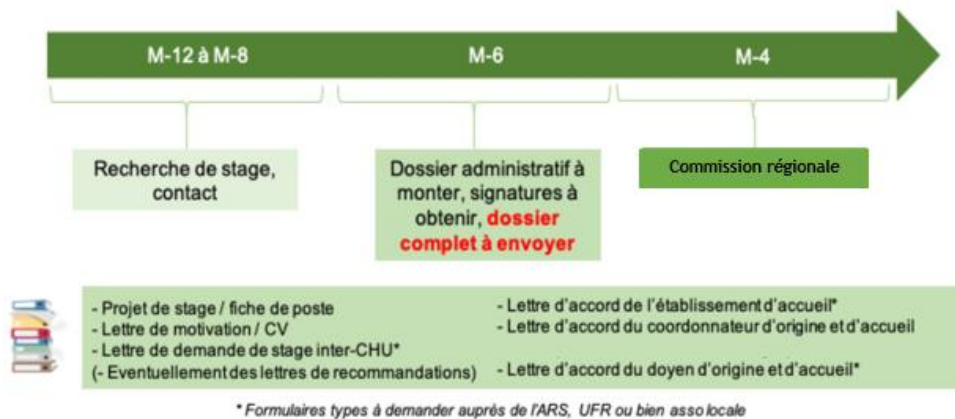 M-12 à M-8
M-6
M-4
Recherche de stage,
contact
Dossier administratif à
monter, signatures à
obtenir, dossier
complet à envoyer
Commission régionale
- Projet de stage / fiche de poste
- Lettre de motivation / CV
- Lettre de demande de stage inter-CHU*
(- Eventuellement des lettres de recommandations)
- Lettre d'accord de l'établissement d'accueil*
- Lettre d'accord du coordonnateur d'origine et d'accueil
- Lettre d'accord du doyen d'origine et d'accueil*
* Formulaires types à demander auprès de l'ARS, UFR ou bien asso locale